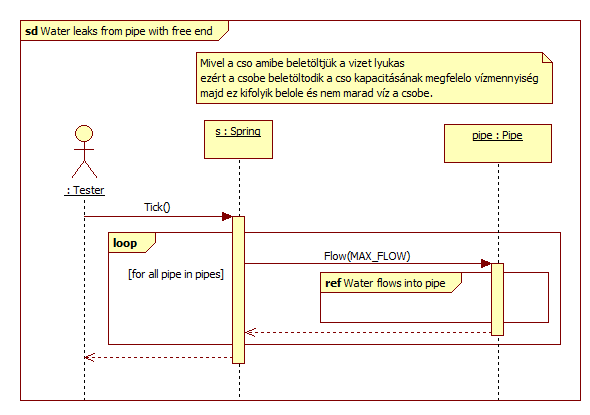 sd Water leaks from pipe with free end
Mivel a cso amibe beletöltjük a vizet lyukas
ezért a csobe beletöltodik a cso kapacitásának megfelelo vízmennyiség
majd ez kifolyik belole és nem marad víz a csobe.
s : Spring
pipe : Pipe
: Tester
Tick()
loop
Flow(MAX_FLOW)
[for all pipe in pipes]
ref Water flows into pipe